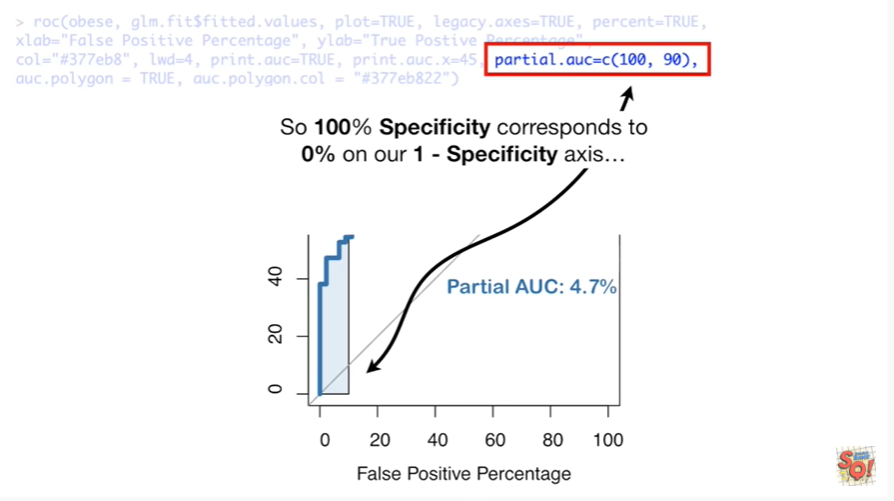 > roc(obese, glm.fit$fitted.values, plot=TRUE, legacy.axes=TRUE, percent=TRUE,
xlab="False Positive Percentage", ylab="True Postive Percentage",
col="#377eb8", lwd=4, print.auc=TRUE, print.auc.x=45, partial.auc=c(100, 90),
auc.polygon = TRUE, auc.polygon.col = "#377eb822")
So 100% Specificity corresponds to
0% on our 1 - Specificity axis...
Partial AUC: 4.7%
40
20
0
0 20 40 60 80 100
False Positive Percentage
SQ!